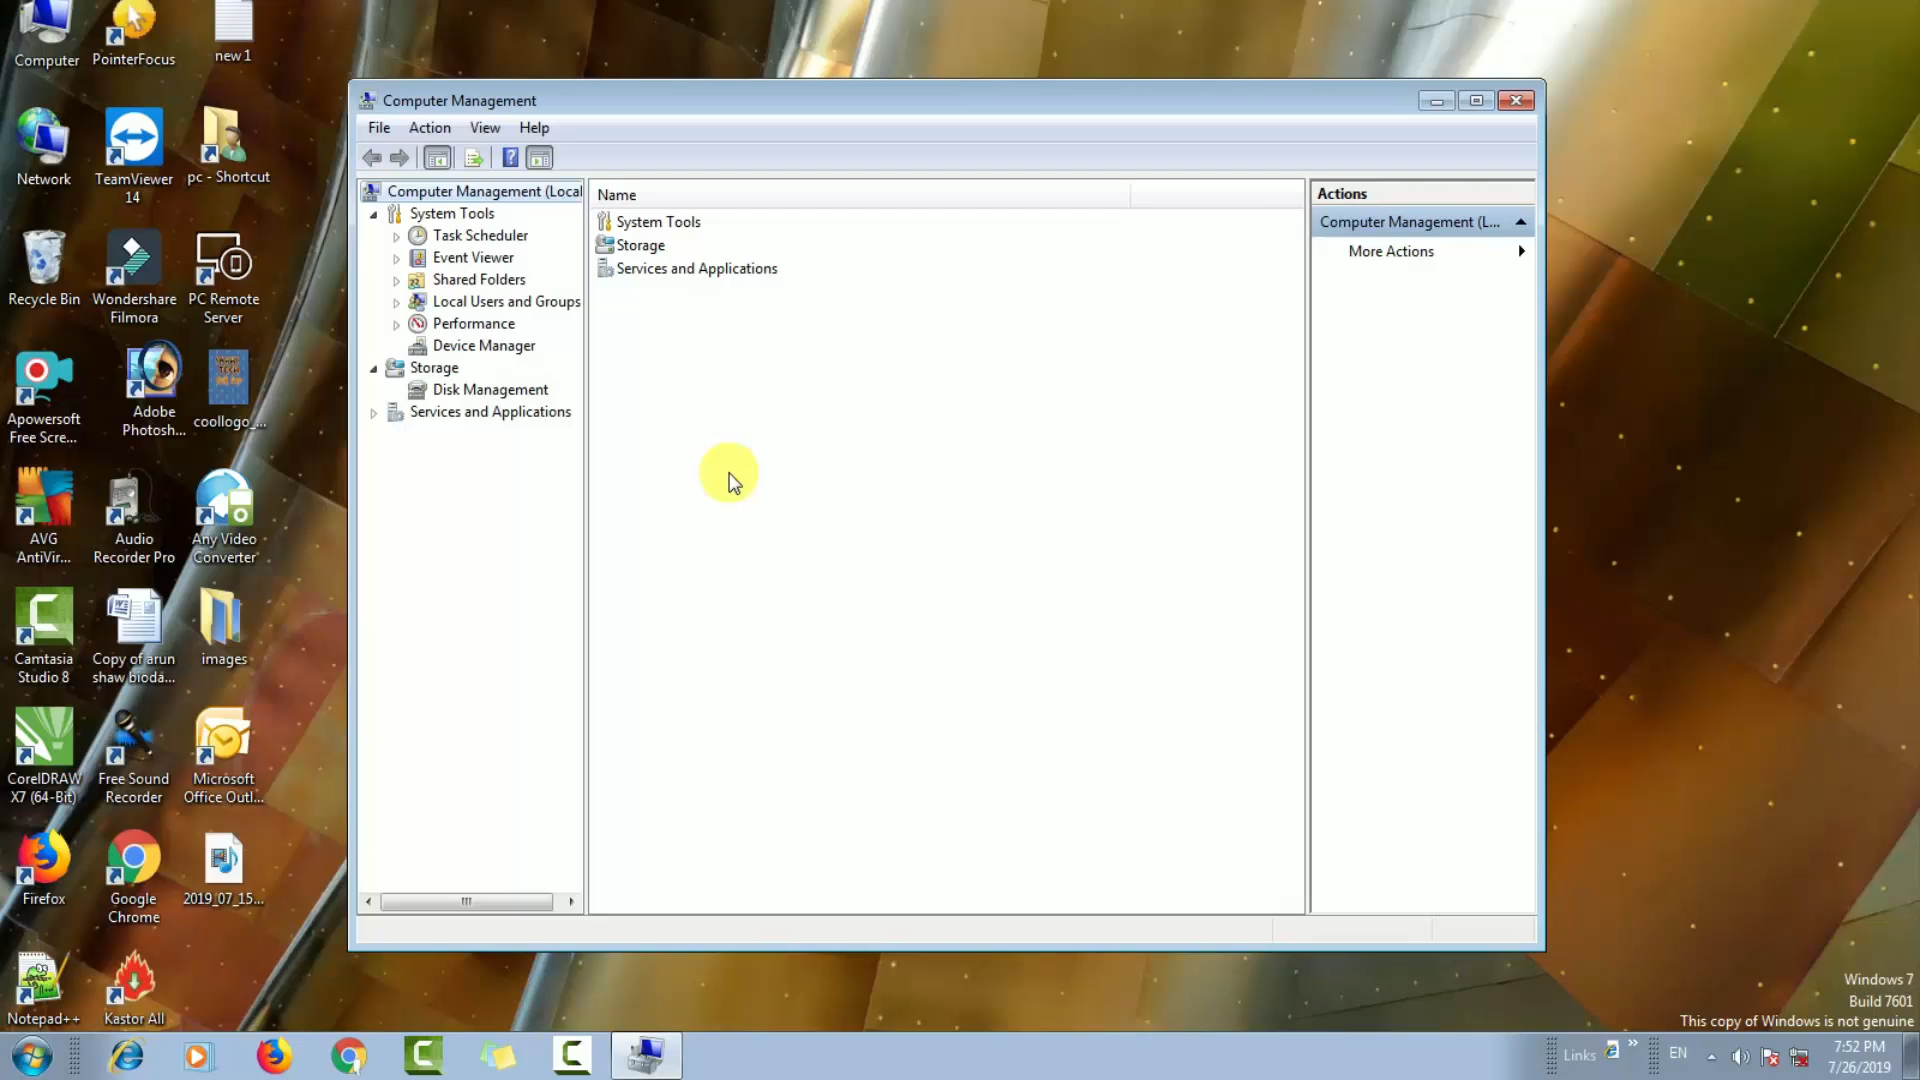 Computer
PointerFocus
new 1
Network
TeamViewer
14
pc - Shortcut
Recycle Bin
Wondershare
Filmora
PC Remote
Server
Apowersoft
Free Scre...
Adobe
Photosh...
coollogo_...
AVG
AntiVir...
Audio
Recorder Pro
Any Video
Converter
Camtasia
Studio 8
Copy of arun
shaw bioda...
images
CorelDRAW
X7 (64-Bit)
Free Sound
Recorder
Microsoft
Office Outl...
Firefox
Google
Chrome
2019_07_15...
Notepad++
Kastor All
Computer Management
File Action View Help
Computer Management (Local
System Tools
Task Scheduler
Event Viewer
Shared Folders
Local Users and Groups
Performance
Device Manager
Storage
Disk Management
Services and Applications
Name
System Tools
Storage
Services and Applications
Actions
Computer Management (L...
More Actions
Windows 7
Build 7601
This copy of Windows is not genuine
Links
EN
7:52 PM
7/26/2019